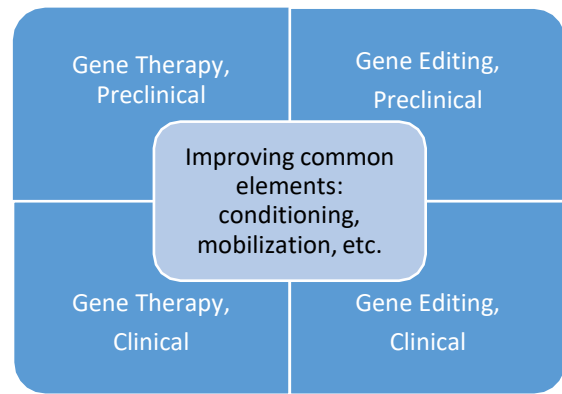 Gene Therapy,
Preclinical
Gene Editing,
Preclinical
Improving common
elements:
conditioning,
mobilization, etc.
Gene Therapy,
Clinical
Gene Editing,
Clinical